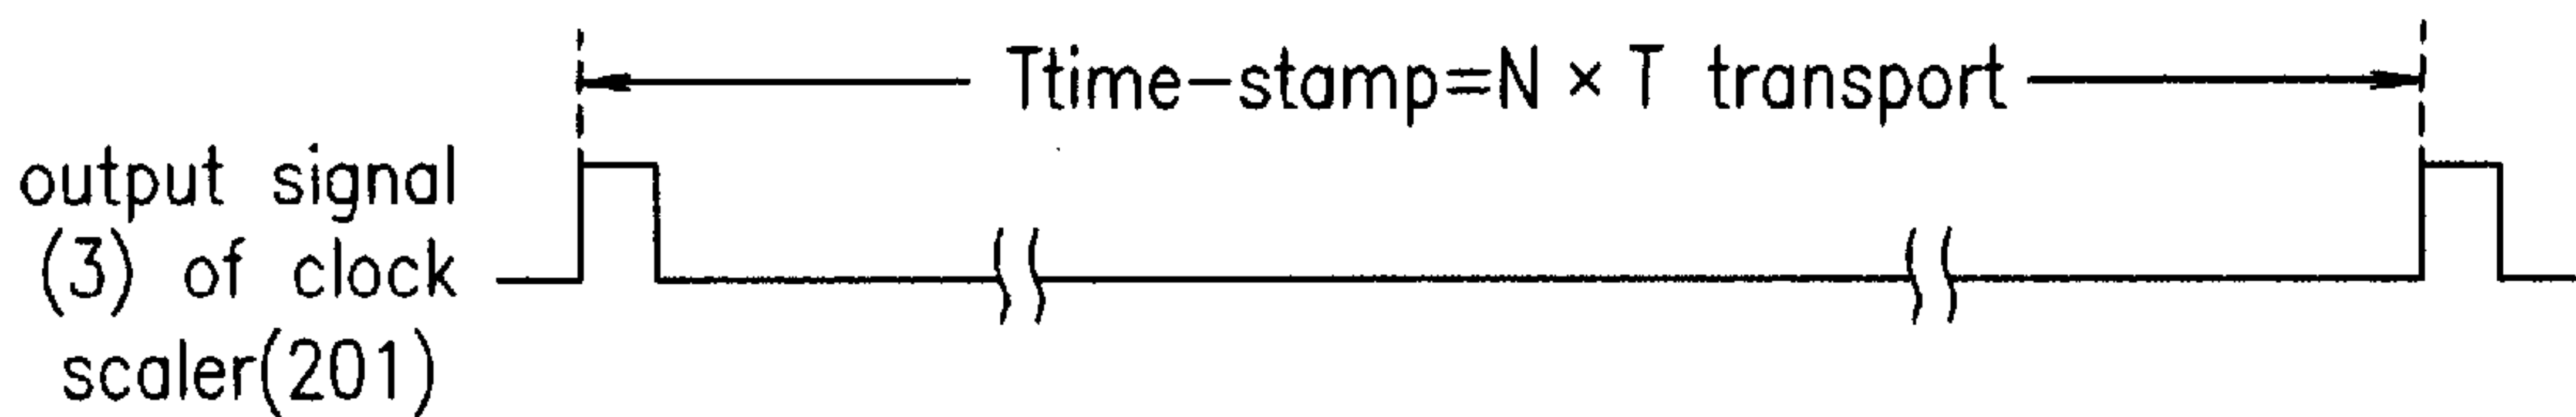 Ttime-stamp=N × T transport
output signal
(3) of clock
scaler(201)